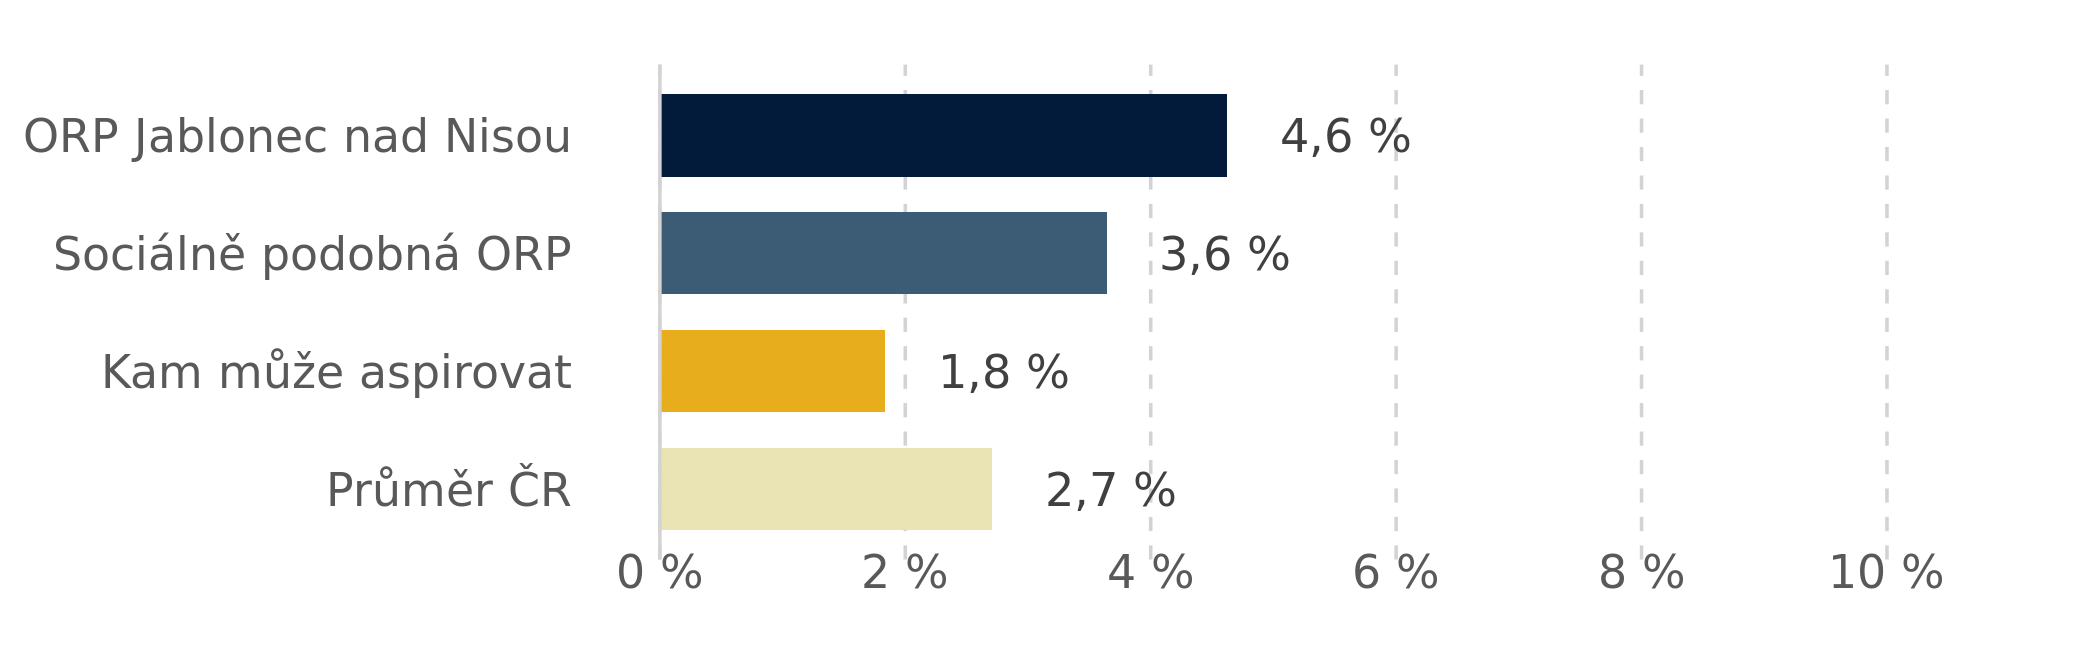 ORP Jablonec nad Nisou 4,6 %
Sociálně podobná ORP 3,6 %
Kam může aspirovat 1,8 %
Průměr ČR 2,7 %
0 % 2 % 4 % 6 % 8 % 10 %